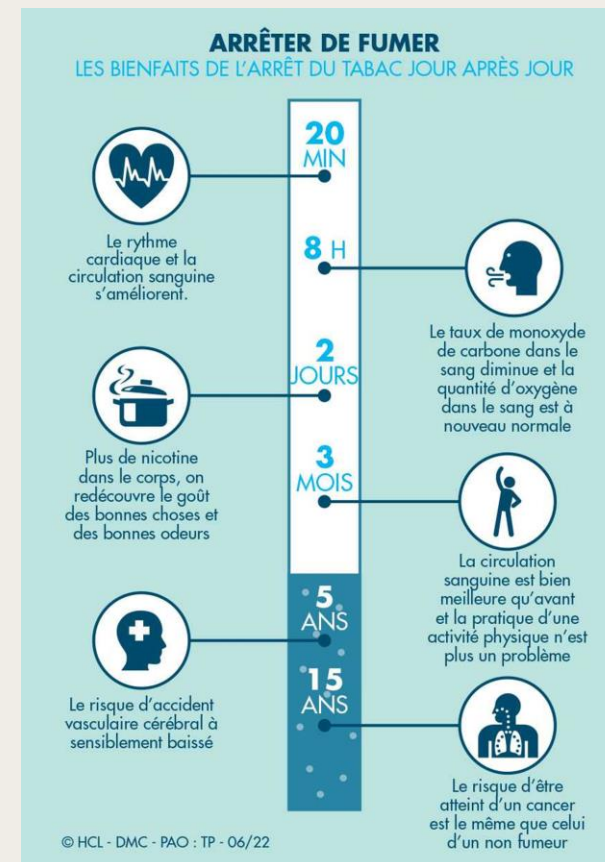 ARRÊTER DE FUMER
LES BIENFAITS DE L'ARRÊT DU TABAC JOUR APRÈS JOUR
20
MIN
Le rythme
cardiaque et la
circulation sanguine
s'améliorent.
8 H
Le taux de monoxyde
de carbone dans le
sang diminue et la
quantité d'oxygène
dans le sang est à
nouveau normale
2
JOURS
Plus de nicotine
dans le corps, on
redécouvre le goût
des bonnes choses et
des bonnes odeurs
3
MOIS
La circulation
sanguine est bien
meilleure qu'avant
et la pratique d'une
activité physique n'est
plus un problème
5
ANS
Le risque d'accident
vasculaire cérébral à
sensiblement baissé
15
ANS
Le risque d'être
atteint d'un cancer
est le même que celui
d'un non fumeur
© HCL - DMC - PAO : TP - 06/22